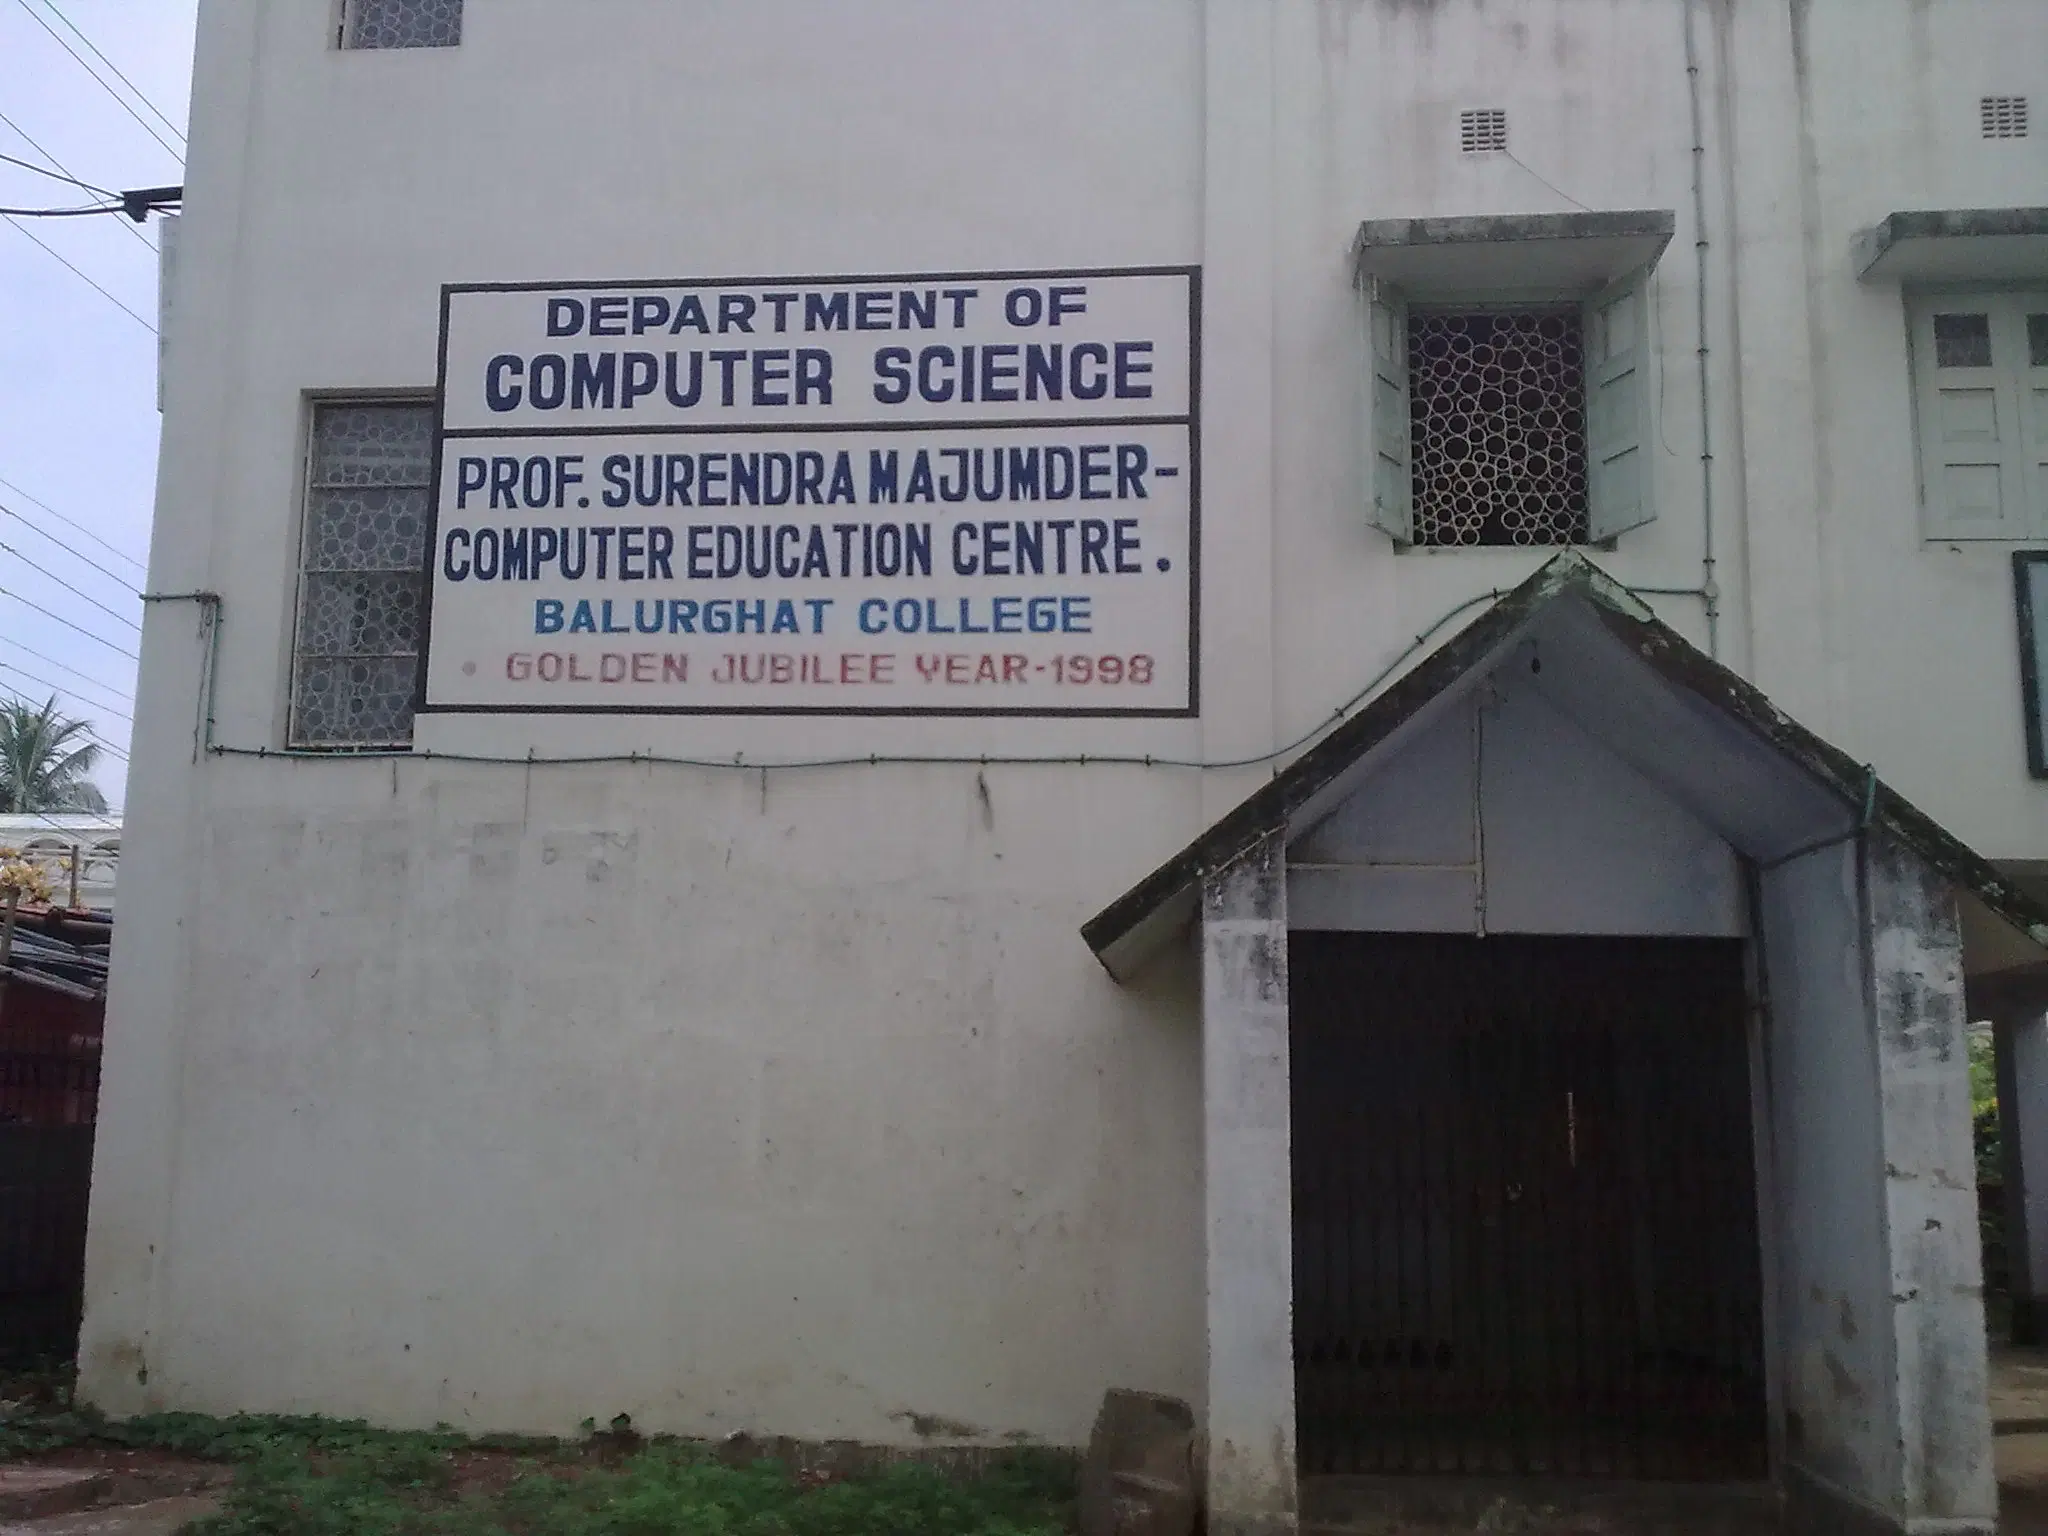 DEPARTMENT OF
COMPUTER SCIENCE
PROF. SURENDRA MAJUMDER-
COMPUTER EDUCATION CENTRE.
BALURGHAT COLLEGE
GOLDEN JUBILEE YEAR-1998